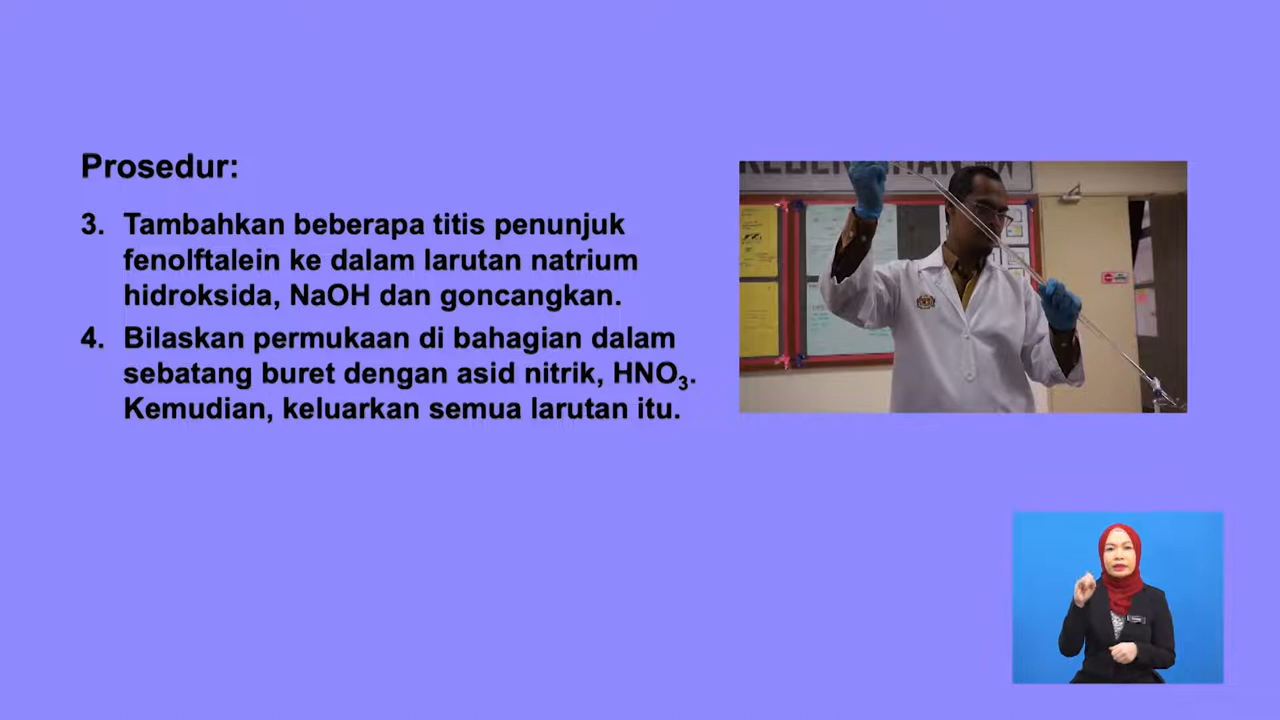 Prosedur:
3. Tambahkan beberapa titis penunjuk
fenolftalein ke dalam larutan natrium
hidroksida, NaOH dan goncangkan.
4. Bilaskan permukaan di bahagian dalam
sebatang buret dengan asid nitrik, HNO₃.
Kemudian, keluarkan semua larutan itu.